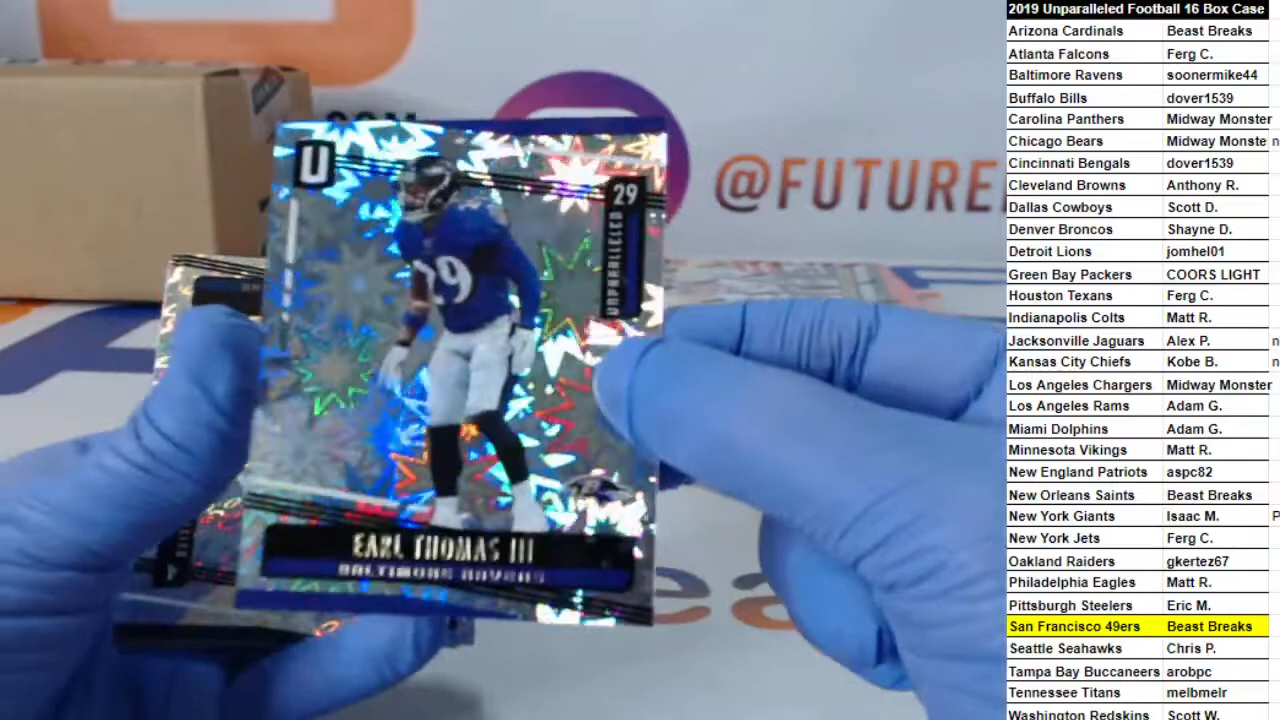 U
29
UNPARALLELED
29
EARL THOMAS III
BALTIMORE RAVENS
@FUTURE
2019 Unparalleled Football 16 Box Case
Arizona Cardinals Beast Breaks
Atlanta Falcons Ferg C.
Baltimore Ravens soonermike44
Buffalo Bills dover1539
Carolina Panthers Midway Monster
Chicago Bears Midway Monste n
Cincinnati Bengals dover1539
Cleveland Browns Anthony R.
Dallas Cowboys Scott D.
Denver Broncos Shayne D.
Detroit Lions jomhel01
Green Bay Packers COORS LIGHT
Houston Texans Ferg C.
Indianapolis Colts Matt R.
Jacksonville Jaguars Alex P. n
Kansas City Chiefs Kobe B. n
Los Angeles Chargers Midway Monster
Los Angeles Rams Adam G.
Miami Dolphins Adam G.
Minnesota Vikings Matt R.
New England Patriots aspc82
New Orleans Saints Beast Breaks
New York Giants Isaac M. P
New York Jets Ferg C.
Oakland Raiders gkertez67
Philadelphia Eagles Matt R.
Pittsburgh Steelers Eric M.
San Francisco 49ers Beast Breaks
Seattle Seahawks Chris P.
Tampa Bay Buccaneers arobpc
Tennessee Titans melbmelr
Washington Redskins Scott W.